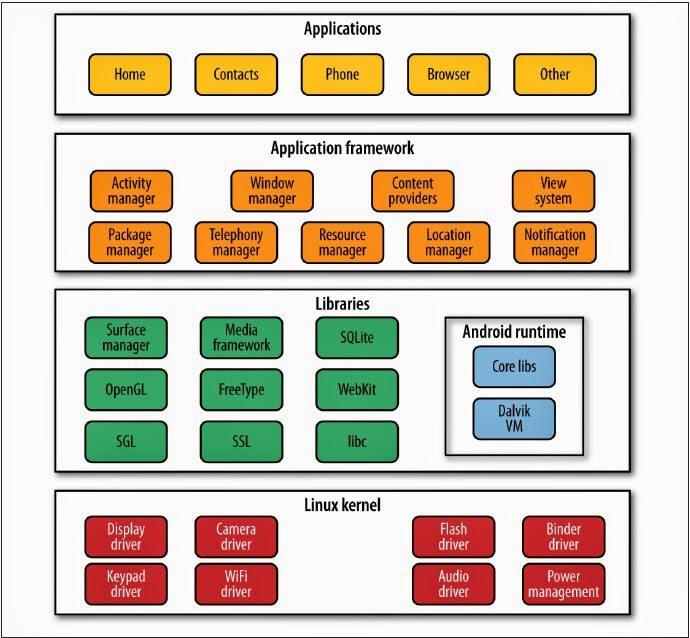 Applications
Home
Contacts
Phone
Browser
Other
Application framework
Activity
manager
Window
manager
Content
providers
View
system
Package
manager
Telephony
manager
Resource
manager
Location
manager
Notification
manager
Libraries
Surface
manager
Media
framework
SQLite
OpenGL
FreeType
WebKit
SGL
SSL
libc
Android runtime
Core libs
Dalvik
VM
Linux kernel
Display
driver
Camera
driver
Flash
driver
Binder
driver
Keypad
driver
WiFi
driver
Audio
driver
Power
management